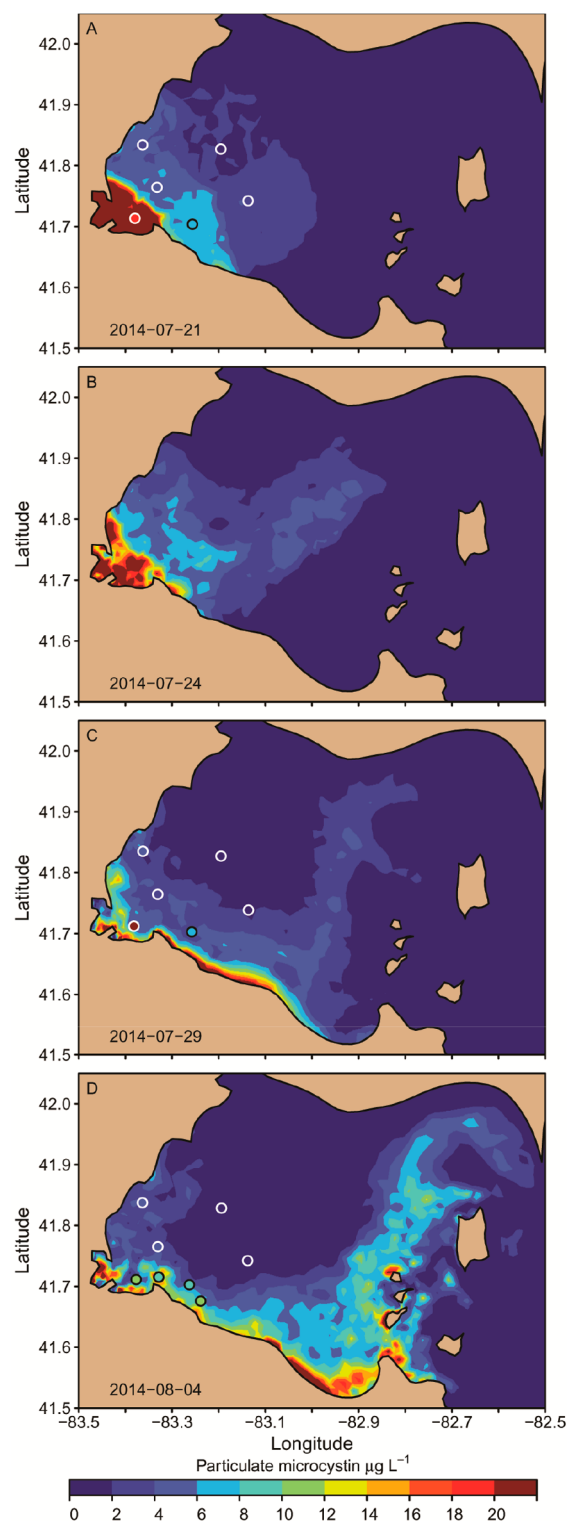 A
42.0
41.9
41.8
Latitude
41.7
41.6
2014−07−21
41.5
B
42.0
41.9
41.8
Latitude
41.7
41.6
2014−07−24
41.5
C
42.0
41.9
41.8
Latitude
41.7
41.6
2014−07−29
41.5
D
42.0
41.9
41.8
Latitude
41.7
41.6
2014−08−04
41.5
−83.5 −83.3 −83.1 −82.9 −82.7 −82.5
Longitude
Particulate microcystin µg L⁻¹
0 2 4 6 8 10 12 14 16 18 20